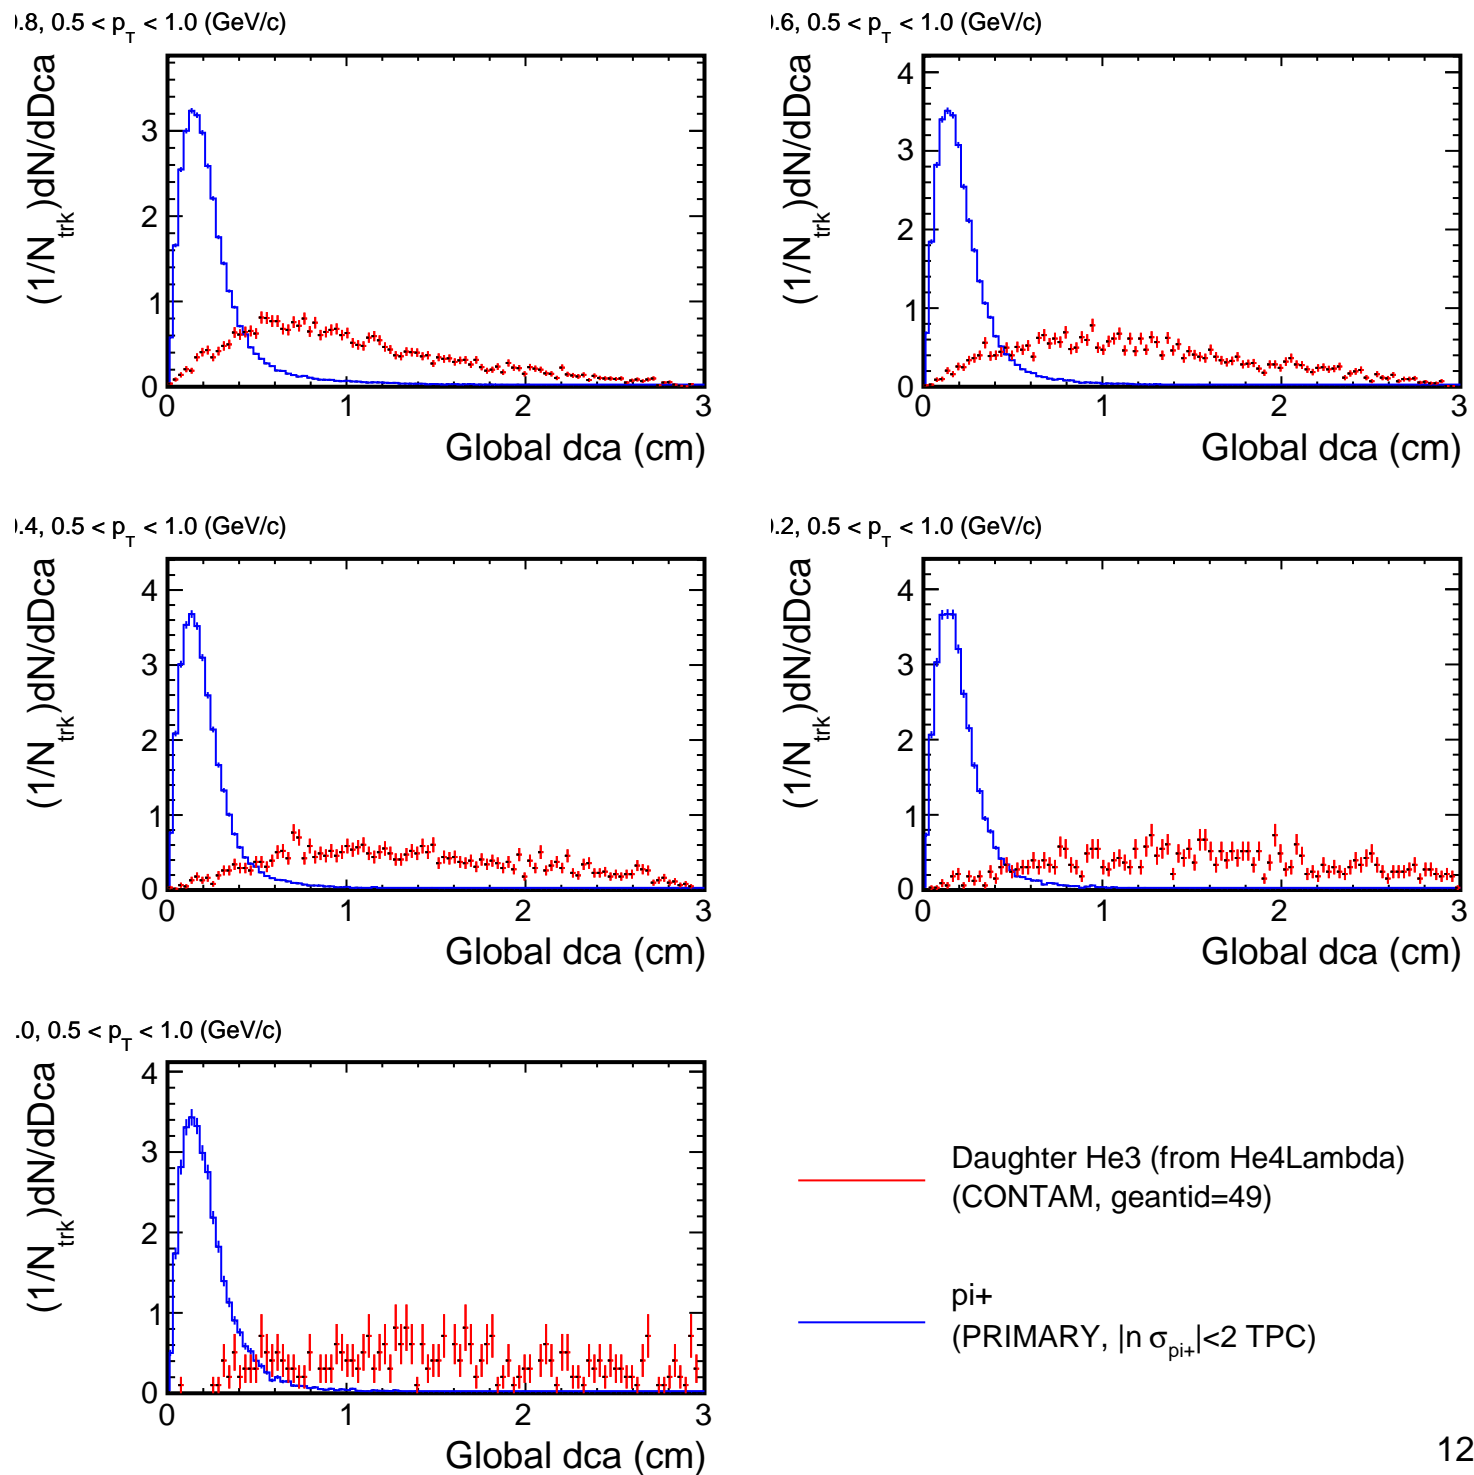 ).8, 0.5 < p_T < 1.0 (GeV/c)
(1/N_trk)dN/dDca
3
2
1
0
0 1 2 3
Global dca (cm)
).6, 0.5 < p_T < 1.0 (GeV/c)
(1/N_trk)dN/dDca
4
3
2
1
0
0 1 2 3
Global dca (cm)
).4, 0.5 < p_T < 1.0 (GeV/c)
(1/N_trk)dN/dDca
4
3
2
1
0
0 1 2 3
Global dca (cm)
).2, 0.5 < p_T < 1.0 (GeV/c)
(1/N_trk)dN/dDca
4
3
2
1
0
0 1 2 3
Global dca (cm)
.0, 0.5 < p_T < 1.0 (GeV/c)
(1/N_trk)dN/dDca
4
3
2
1
0
0 1 2 3
Global dca (cm)
Daughter He3 (from He4Lambda)
(CONTAM, geantid=49)
pi+
(PRIMARY, |n σ_pi+|<2 TPC)
12